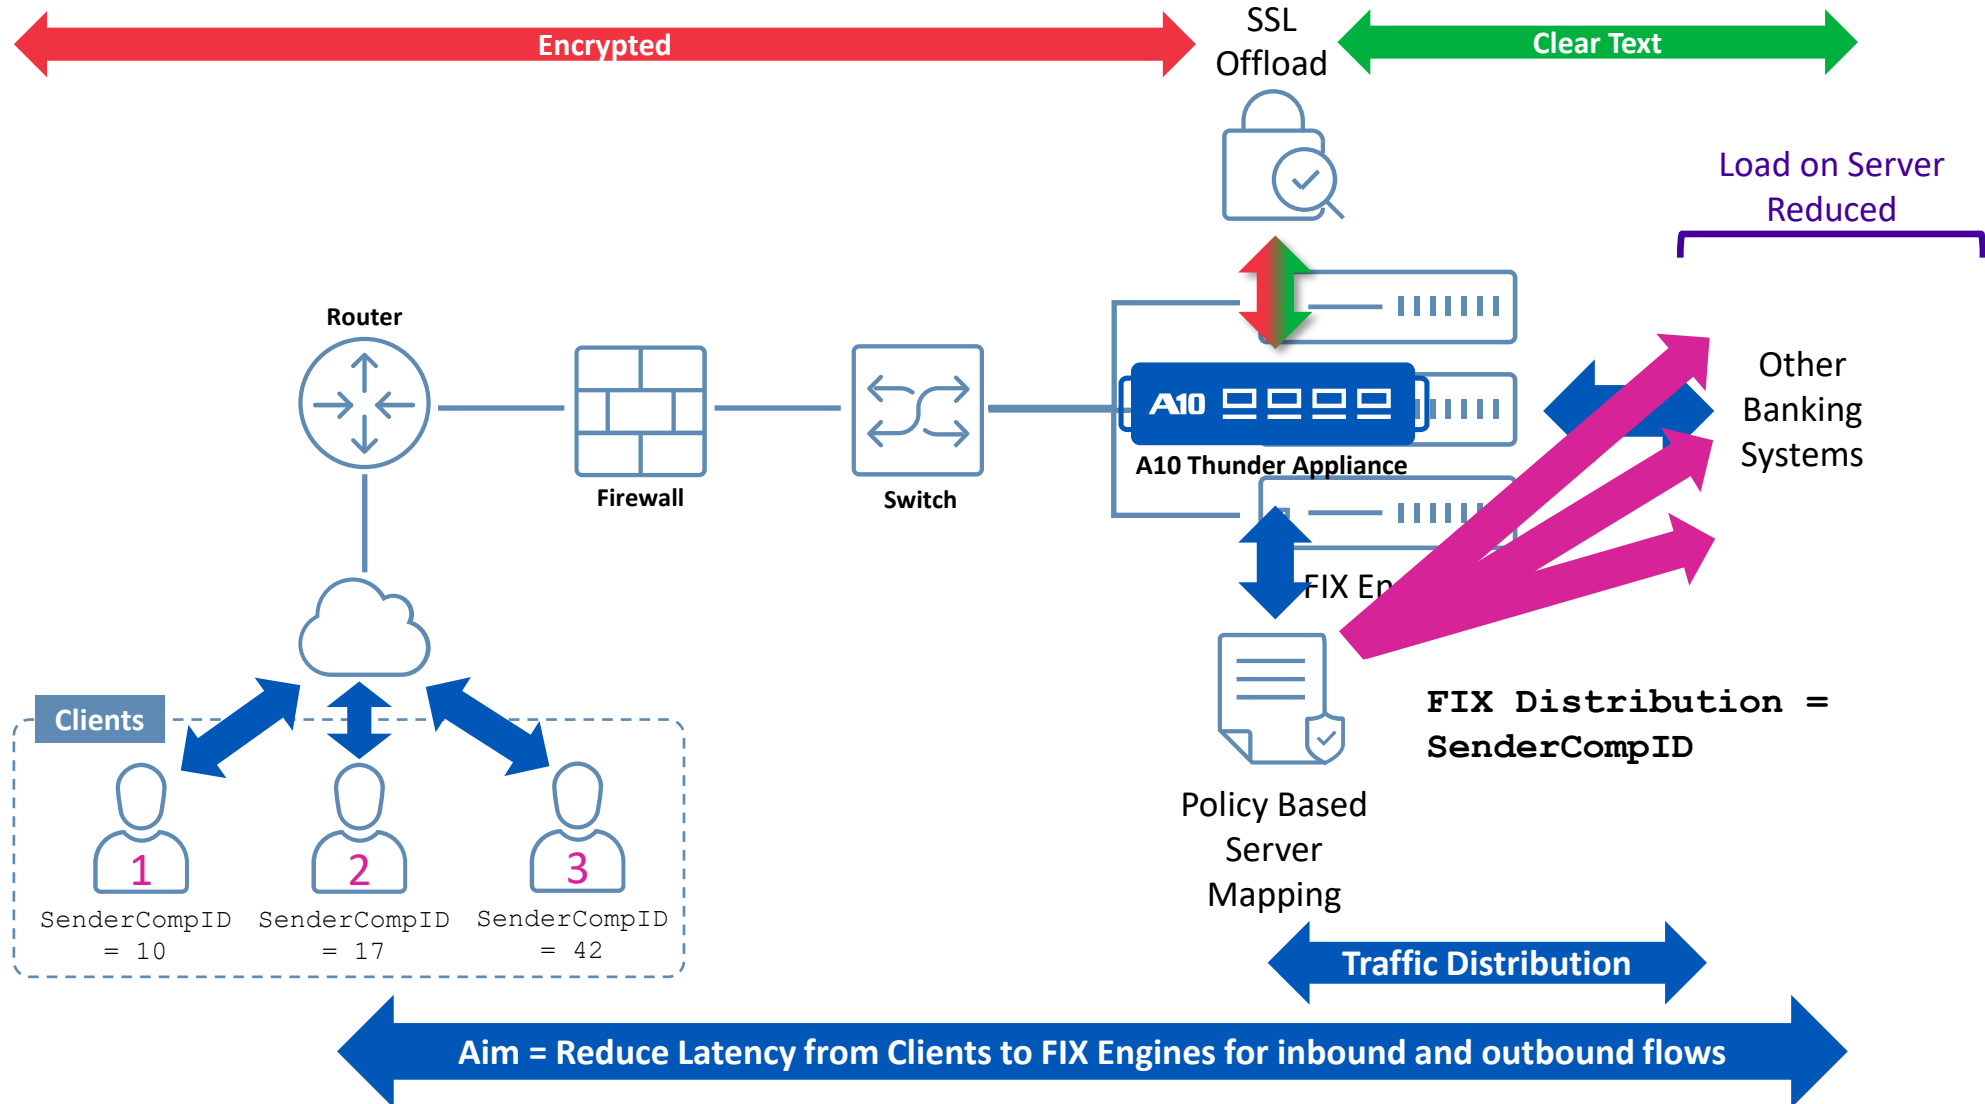 Encrypted
SSL
Offload
Clear Text
Load on Server
Reduced
Router
Firewall
Switch
A10
A10 Thunder Appliance
Other
Banking
Systems
FIX
Clients
1
2
3
SenderCompID
= 10
SenderCompID
= 17
SenderCompID
= 42
FIX Distribution =
SenderCompID
Policy Based
Server
Mapping
Traffic Distribution
Aim = Reduce Latency from Clients to FIX Engines for inbound and outbound flows